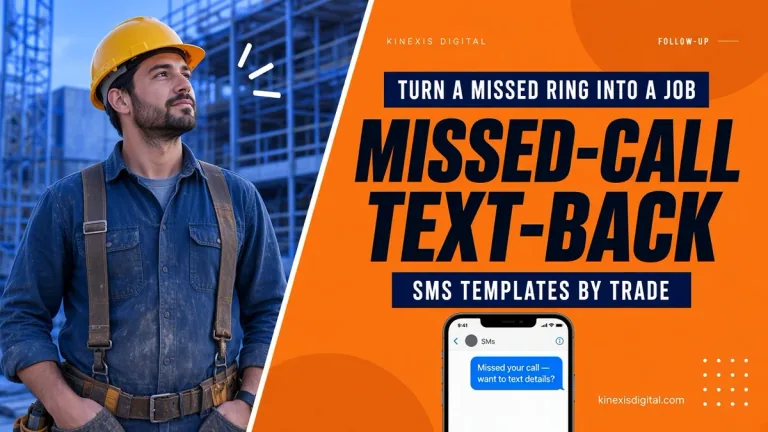 KINEXIS DIGITAL
FOLLOW-UP
TURN A MISSED RING INTO A JOB
MISSED-CALL
TEXT-BACK
SMS TEMPLATES BY TRADE
9:41
SMs
Missed your call —
want to text details?
kinexisdigital.com